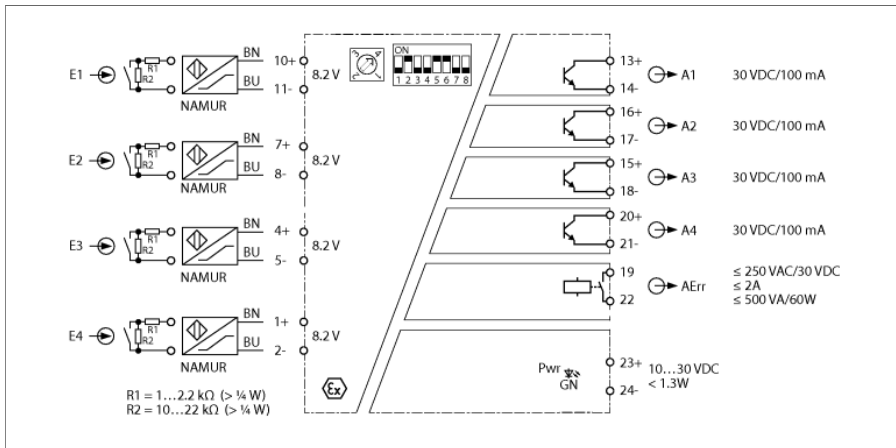 E1
R1
R2
BN
BU
NAMUR
10+
11-
8.2 V
E2
R1
R2
BN
BU
NAMUR
7+
8-
8.2 V
E3
R1
R2
BN
BU
NAMUR
4+
5-
8.2 V
E4
R1
R2
BN
BU
NAMUR
1+
2-
8.2 V
R1 = 1...2.2 kΩ (> ¼ W)
R2 = 10...22 kΩ (> ¼ W)
εx
1 2 3 4
ON
1 2 3 4 5 6 7 8
13+
14-
A1
30 VDC/100 mA
16+
17-
A2
30 VDC/100 mA
15+
18-
A3
30 VDC/100 mA
20+
21-
A4
30 VDC/100 mA
19
22
AErr
≤ 250 VAC/30 VDC
≤ 2A
≤ 500 VA/60W
Pwr
GN
23+
24-
10...30 VDC
< 1.3W